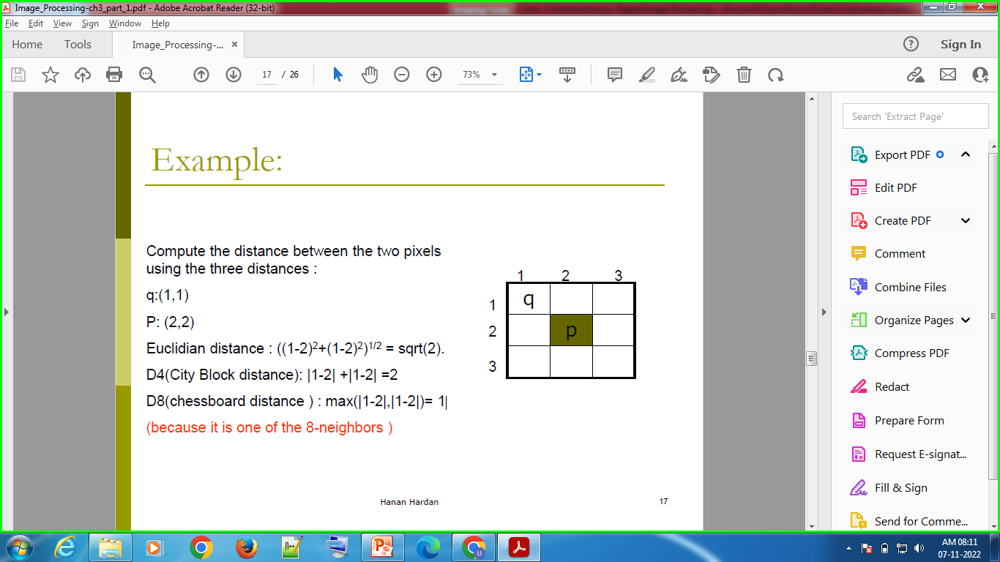 Image_Processing-ch3_part_1.pdf - Adobe Acrobat Reader (32-bit)
File Edit View Sign Window Help
Home Tools Image_Processing-... × Sign In
17 / 26 73%
Search 'Extract Page'
Export PDF
Edit PDF
Create PDF
Comment
Combine Files
Organize Pages
Compress PDF
Redact
Prepare Form
Request E-signat...
Fill & Sign
Send for Comme...
Example:
Compute the distance between the two pixels
using the three distances :
q:(1,1)
P: (2,2)
Euclidian distance : ((1-2)²+(1-2)²)¹/² = sqrt(2).
D4(City Block distance): |1-2| +|1-2| =2
D8(chessboard distance ) : max(|1-2|,|1-2|)= 1|
(because it is one of the 8-neighbors )
1 2 3
1 q
2 p
3
Hanan Hardan 17
AM 08:11
07-11-2022